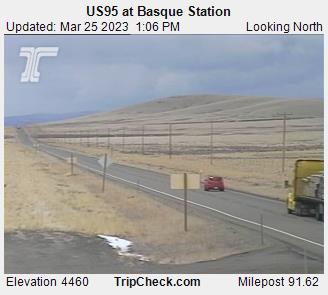 US95 at Basque Station
Updated: Mar 25 2023 1:06 PM Looking North
Elevation 4460 TripCheck.com Milepost 91.62